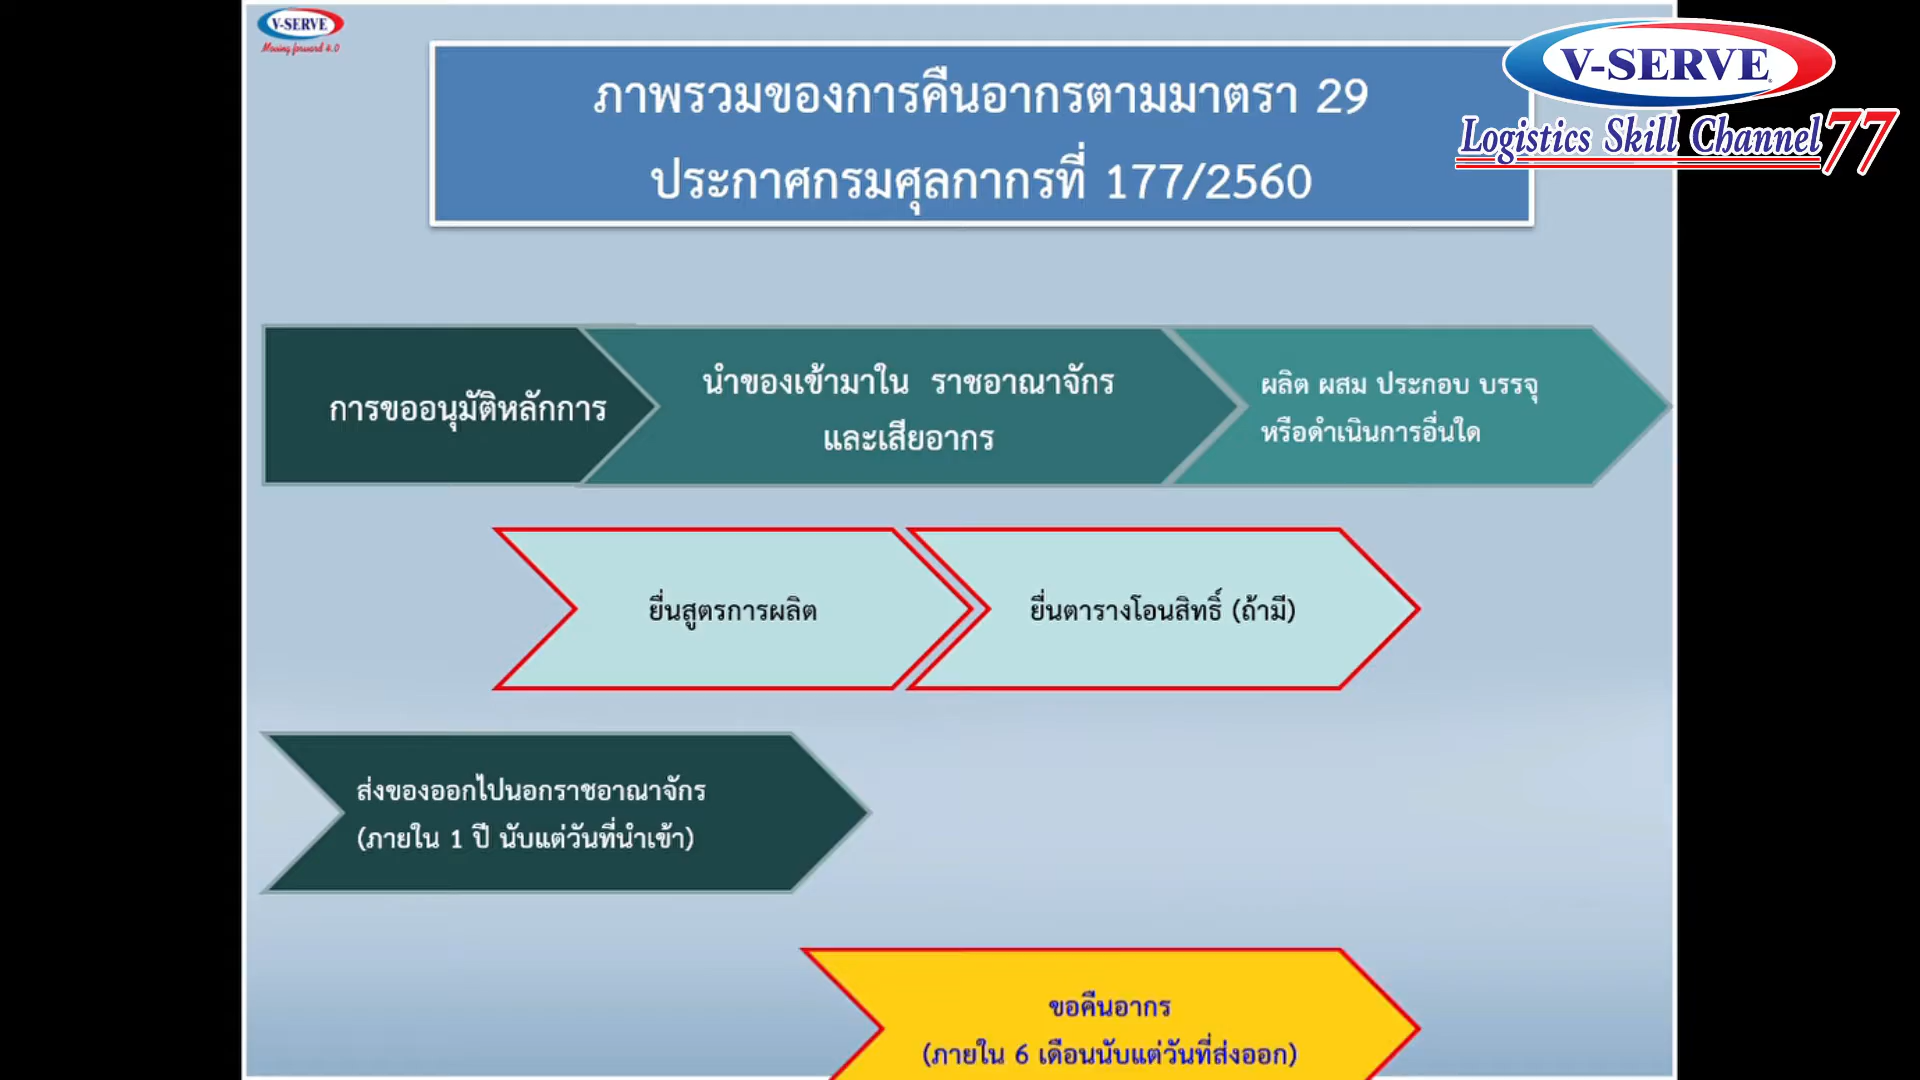 V-SERVE
Moving forward 4.0
V-SERVE
Logistics Skill Channel 77
ภาพรวมของการคืนอากรตามมาตรา 29
ประกาศกรมศุลกากรที่ 177/2560
การขออนุมัติหลักการ
นำของเข้ามาใน ราชอาณาจักร
และเสียอากร
ผลิต ผสม ประกอบ บรรจุ
หรือดำเนินการอื่นใด
ยื่นสูตรการผลิต
ยื่นตารางโอนสิทธิ์ (ถ้ามี)
ส่งของออกไปนอกราชอาณาจักร
(ภายใน 1 ปี นับแต่วันที่นำเข้า)
ขอคืนอากร
(ภายใน 6 เดือนนับแต่วันที่ส่งออก)